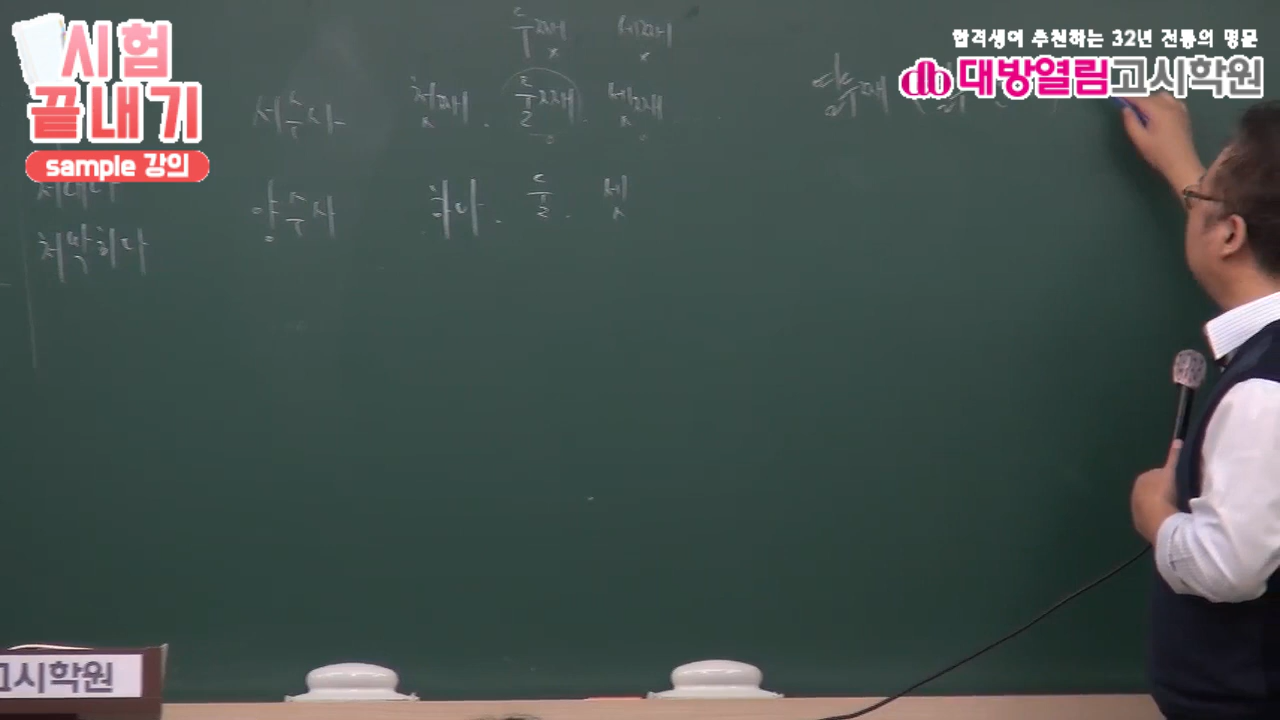 시험
끝내기
sample 강의
합격생이 추천하는 32년 전통의 명문
대방열림고시학원
두째 세째
x x
서수사 첫째. 둘째. 셋째
양수사 하나. 둘. 셋
처박히다
고시학원